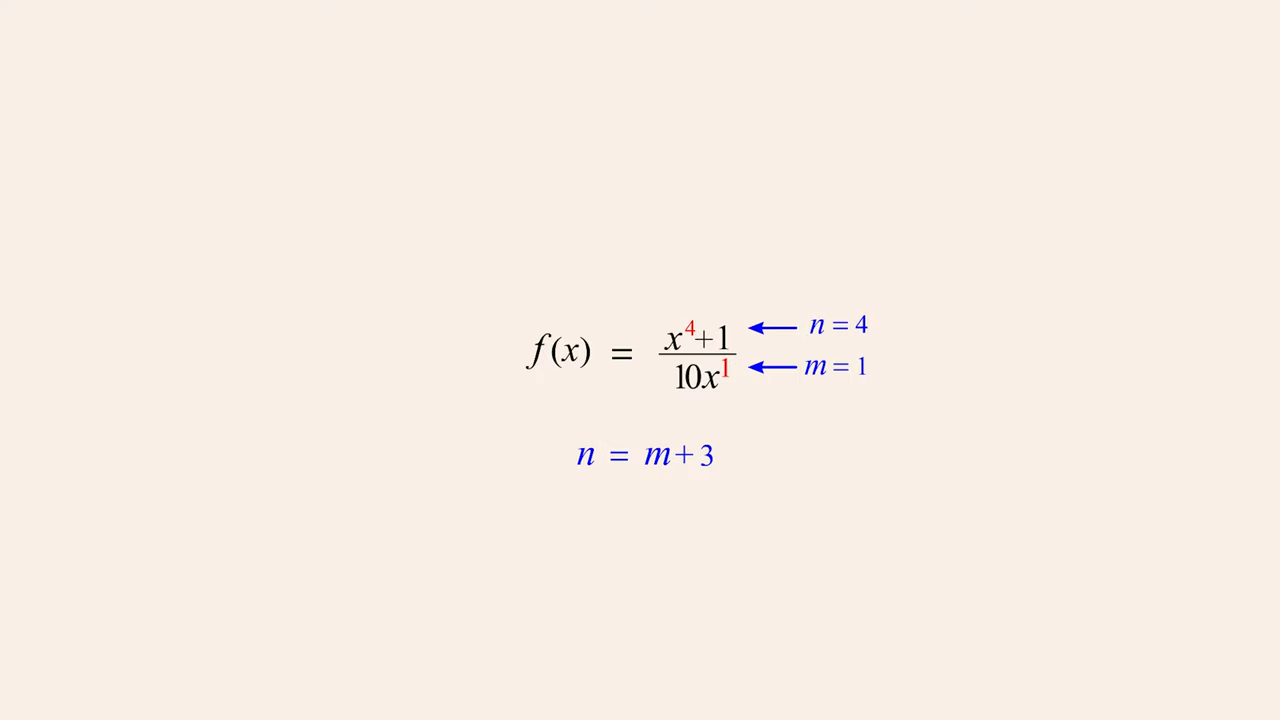 f(x) = x⁴+1 / 10x¹
n = 4
m = 1
n = m + 3